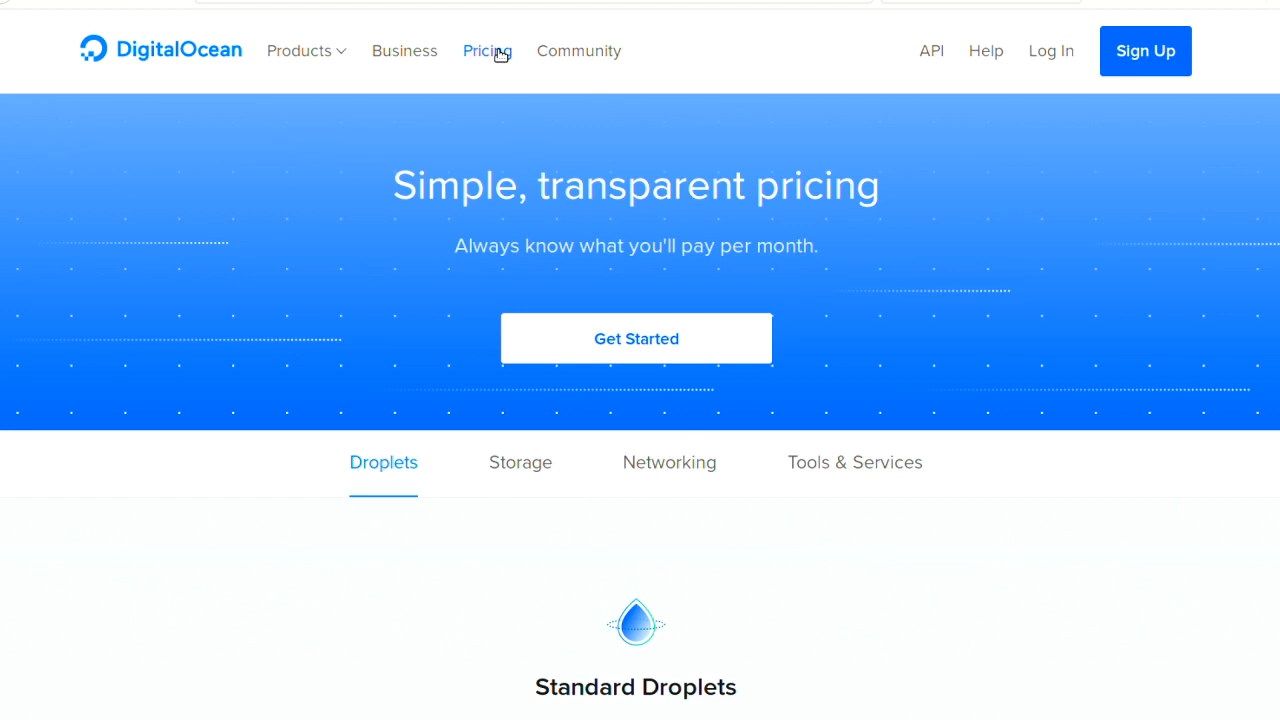 DigitalOcean Products Business Pricing Community API Help Log In Sign Up
Simple, transparent pricing
Always know what you'll pay per month.
Get Started
Droplets Storage Networking Tools & Services
Standard Droplets